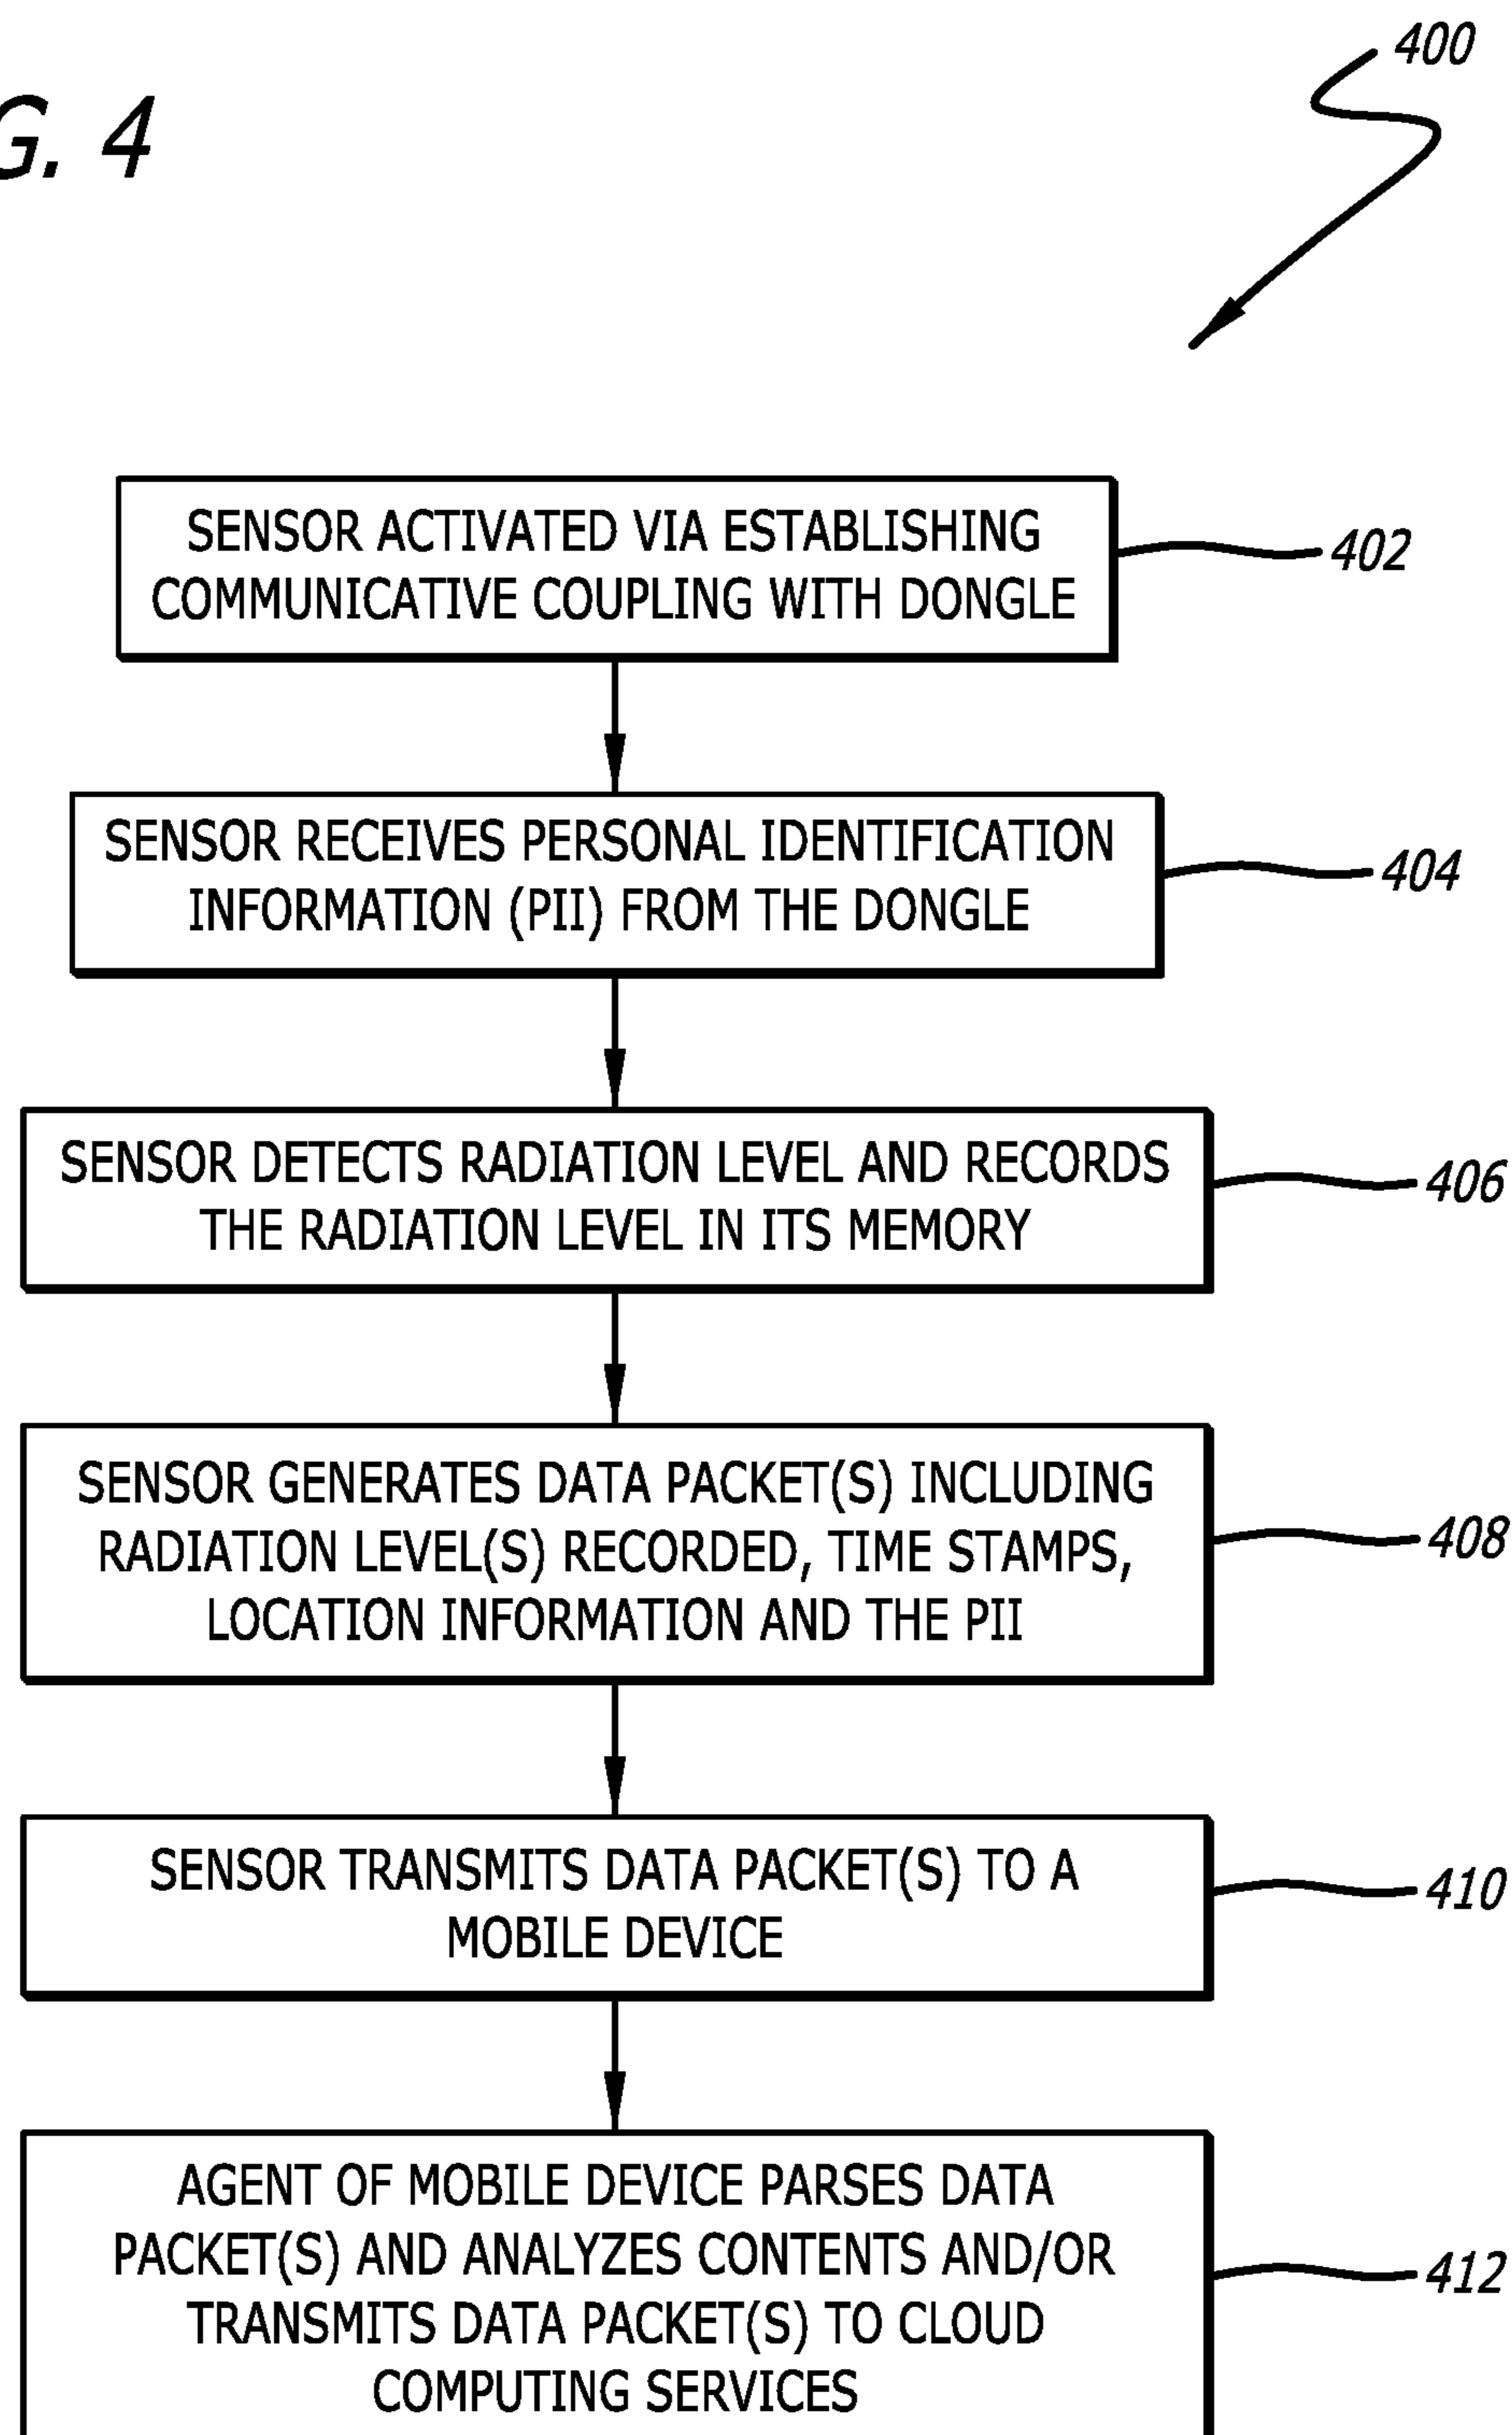 G. 4
400
SENSOR ACTIVATED VIA ESTABLISHING
COMMUNICATIVE COUPLING WITH DONGLE
402
SENSOR RECEIVES PERSONAL IDENTIFICATION
INFORMATION (PII) FROM THE DONGLE
404
SENSOR DETECTS RADIATION LEVEL AND RECORDS
THE RADIATION LEVEL IN ITS MEMORY
406
SENSOR GENERATES DATA PACKET(S) INCLUDING
RADIATION LEVEL(S) RECORDED, TIME STAMPS,
LOCATION INFORMATION AND THE PII
408
SENSOR TRANSMITS DATA PACKET(S) TO A
MOBILE DEVICE
410
AGENT OF MOBILE DEVICE PARSES DATA
PACKET(S) AND ANALYZES CONTENTS AND/OR
TRANSMITS DATA PACKET(S) TO CLOUD
COMPUTING SERVICES
412